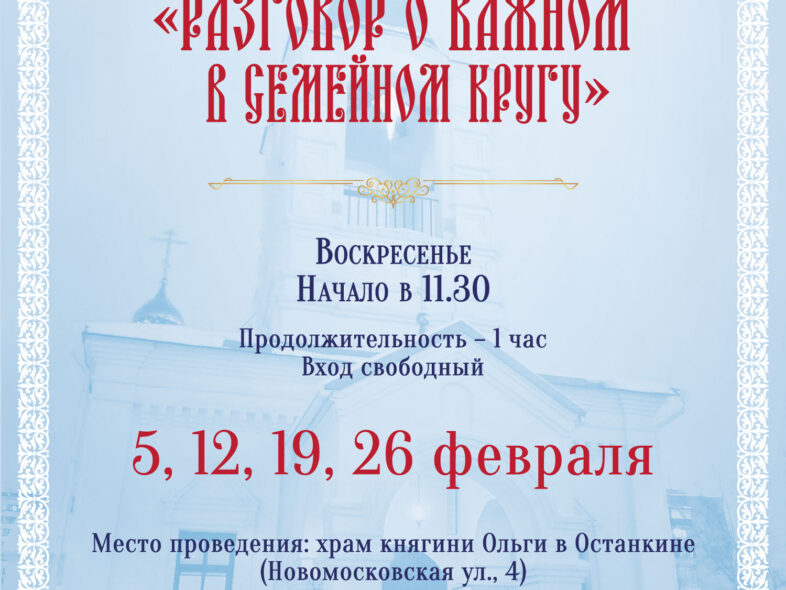 «РАЗГОВОР О ВАЖНОМ
В СЕМЕЙНОМ КРУГУ»
Воскресенье
Начало в 11.30
Продолжительность – 1 час
Вход свободный
5, 12, 19, 26 февраля
Место проведения: храм княгини Ольги в Останкине
(Новомосковская ул., 4)